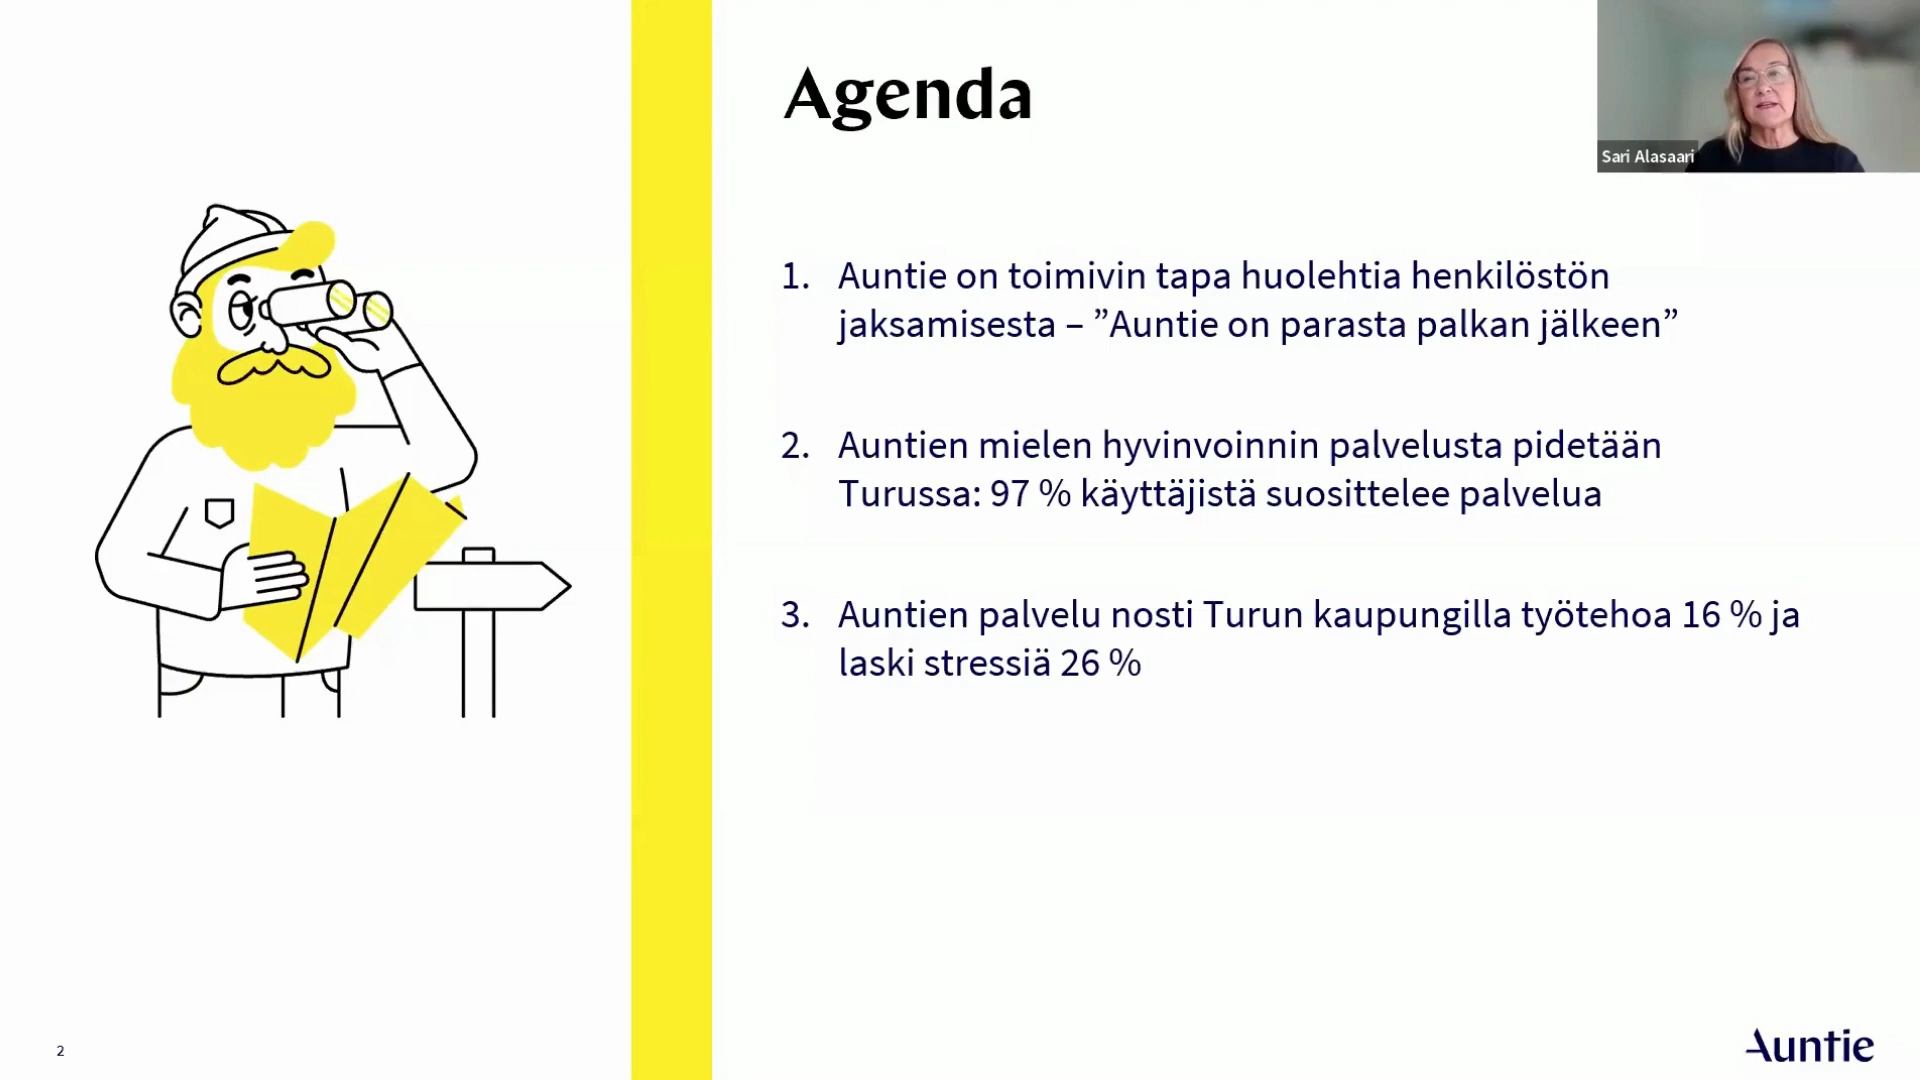 Agenda
Sari Alasaari
1. Auntie on toimivin tapa huolehtia henkilöstön
jaksamisesta – ”Auntie on parasta palkan jälkeen”
2. Auntien mielen hyvinvoinnin palvelusta pidetään
Turussa: 97 % käyttäjistä suosittelee palvelua
3. Auntien palvelu nosti Turun kaupungilla työtehoa 16 % ja
laski stressiä 26 %
2
Auntie